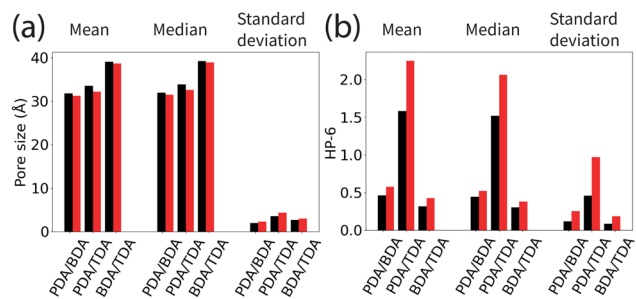 (a) Mean Median Standard deviation
Pore size (Å)
40
30
20
10
0
PDA/BDA PDA/TDA BDA/TDA PDA/BDA PDA/TDA BDA/TDA PDA/BDA PDA/TDA BDA/TDA
(b) Mean Median Standard deviation
HP-6
2.0
1.5
1.0
0.5
0.0
PDA/BDA PDA/TDA BDA/TDA PDA/BDA PDA/TDA BDA/TDA PDA/BDA PDA/TDA BDA/TDA